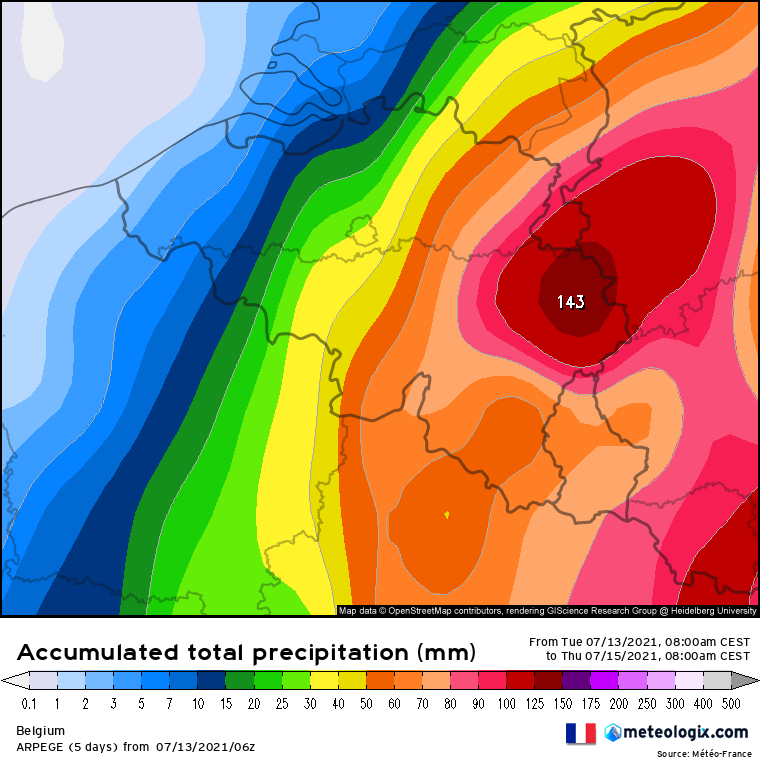 143
Map data © OpenStreetMap contributors, rendering GIScience Research Group @ Heidelberg University
Accumulated total precipitation (mm)
From Tue 07/13/2021, 08:00am CEST
to Thu 07/15/2021, 08:00am CEST
0.1 1 2 3 5 7 10 15 20 25 30 40 50 60 70 80 90 100 125 150 175 200 250 300 400 500
Belgium
ARPEGE (5 days) from 07/13/2021/06z
meteologix.com
Source: Météo-France